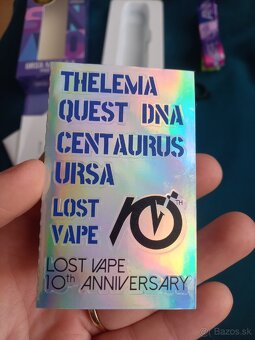 THELEMA
QUEST DNA
CENTAURUS
URSA
LOST
VAPE
10TH
LOST VAPE
10th ANNIVERSARY
Bazos.sk